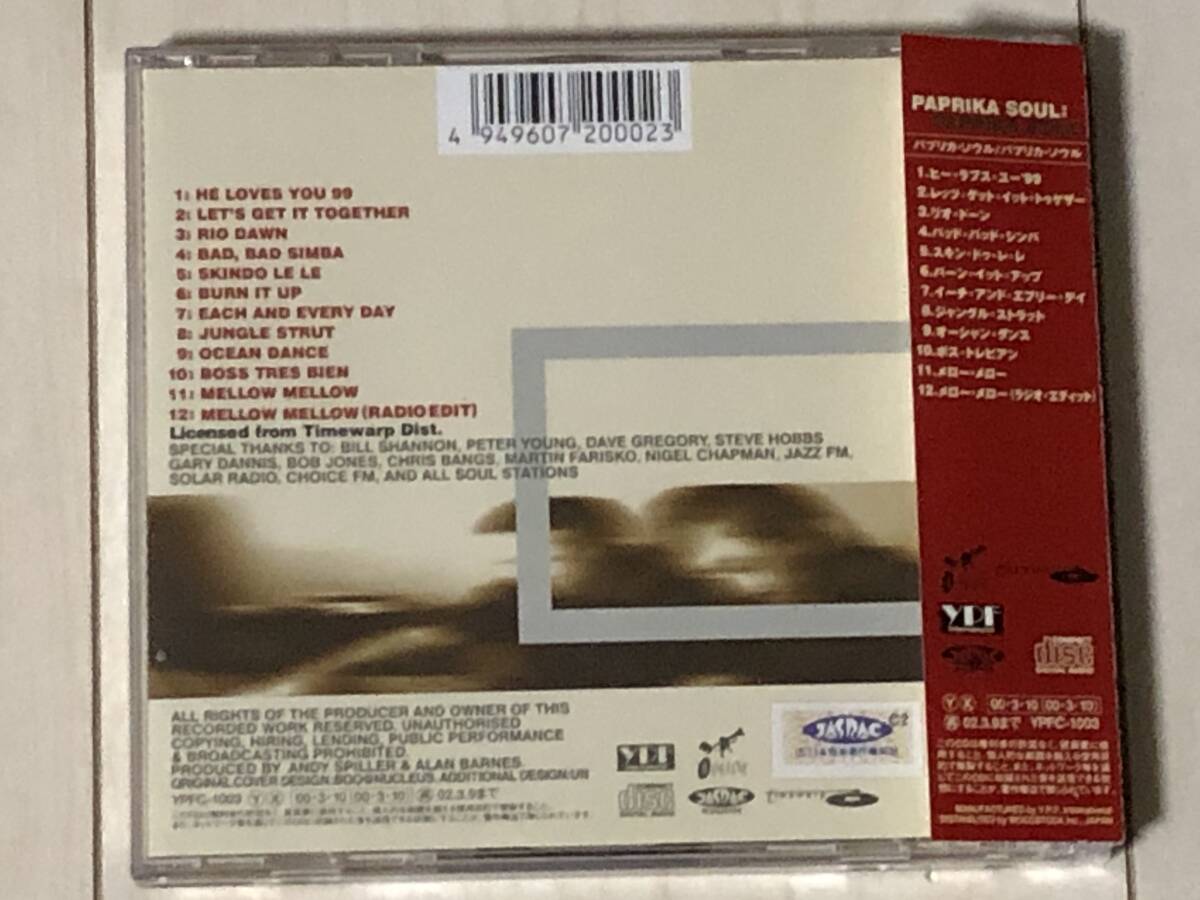 4 949607 200023
1: HE LOVES YOU 99
2: LET'S GET IT TOGETHER
3: RIO DAWN
4: BAD, BAD SIMBA
5: SKINDO LE LE
6: BURN IT UP
7: EACH AND EVERY DAY
8: JUNGLE STRUT
9: OCEAN DANCE
10: BOSS TRES BIEN
11: MELLOW MELLOW
12: MELLOW MELLOW (RADIO EDIT)
Licensed from Timewarp Dist.
SPECIAL THANKS TO: BILL SHANNON, PETER YOUNG, DAVE GREGORY, STEVE HOBBS
GARY DANNIS, BOB JONES, CHRIS BANGS, MARTIN FARISKO, NIGEL CHAPMAN, JAZZ FM,
SOLAR RADIO, CHOICE FM, AND ALL SOUL STATIONS
ALL RIGHTS OF THE PRODUCER AND OWNER OF THIS
RECORDED WORK RESERVED. UNAUTHORISED
COPYING, HIRING, LENDING, PUBLIC PERFORMANCE
& BROADCASTING PROHIBITED.
PRODUCED BY ANDY SPILLER & ALAN BARNES
ORIGINAL COVER DESIGN: BOO@NUCLEUS. ADDITIONAL DESIGN:UN
YPFC-1003 Y X 00・3・10 (00・3・10) 02.3.9まで
YPF
disc
JASRAC
JASRAC
C2
PAPRIKA SOUL
パプリカ・ソウル/パプリカ・ソウル
1.ヒー・ラブス・ユー'99
2.レッツ・ゲット・イット・トゥゲザー
3.リオ・ドーン
4.バッド・バッド・シンバ
5.スキン・ドゥ・レ・レ
6.バーン・イット・アップ
7.イーチ・アンド・エブリー・デイ
8.ジャングル・ストラット
9.オーシャン・ダンス
10.ボス・トレビアン
11.メロー・メロー
12.メロー・メロー(ラジオ・エディット)
YPF
disc
Y X 00・3・10 (00・3・10)
02.3.9まで YPFC-1003